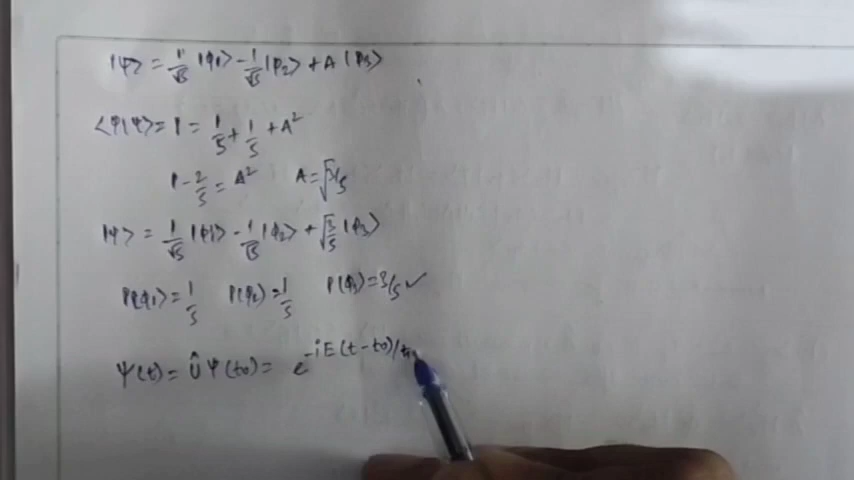 |ψ> = 1/√5 |φ1> - 1/√5 |φ2> + A |φ3>
<ψ|ψ> = 1 = 1/5 + 1/5 + A²
1 - 2/5 = A² A = √3/5
|ψ> = 1/√5 |φ1> - 1/√5 |φ2> + √3/5 |φ3>
P(φ1) = 1/5 P(φ2) = 1/5 P(φ3) = 3/5 ✓
ψ(t) = Û ψ(t0) = e^-iE(t-t0)/ħ